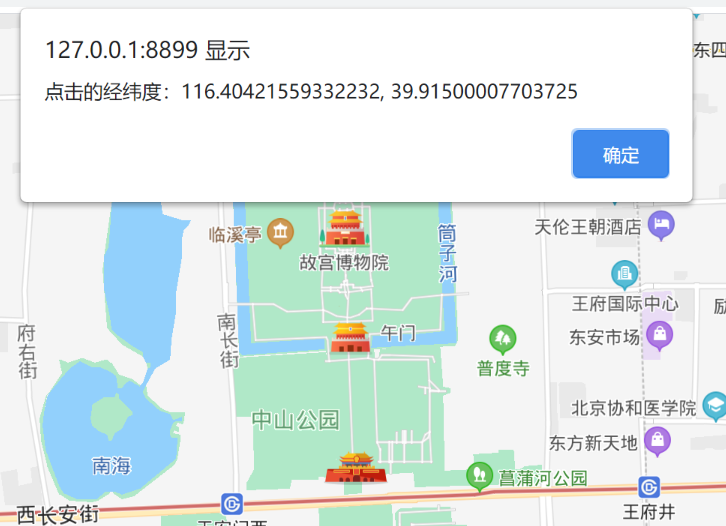 127.0.0.1:8899 显示
点击的经纬度：116.40421559332232, 39.91500007703725
确定
东四
临溪亭
故宫博物院
筒子河
天伦王朝酒店
王府国际中心
府右街
南长街
午门
东安市场
普度寺
中山公园
北京协和医学院
东方新天地
南海
菖蒲河公园
西长安街
王府井